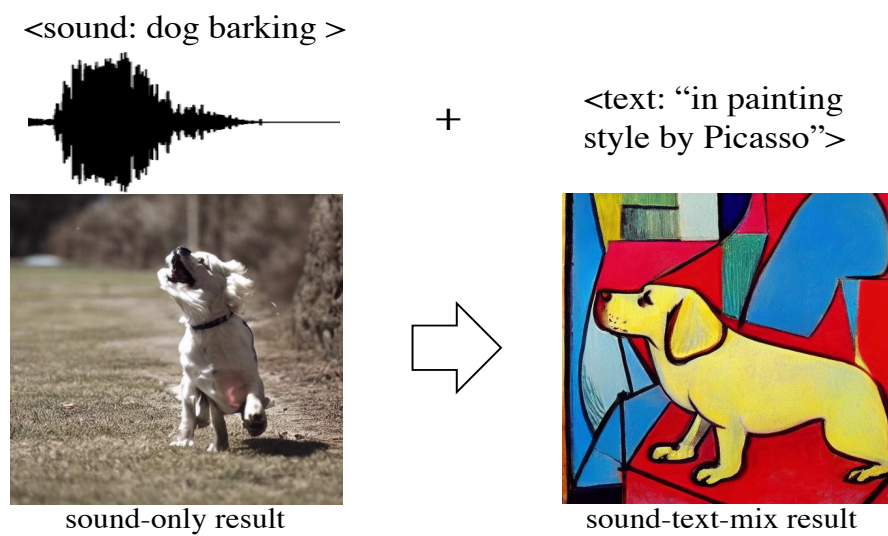 <sound: dog barking >
+
<text: “in painting
style by Picasso”>
sound-only result
sound-text-mix result